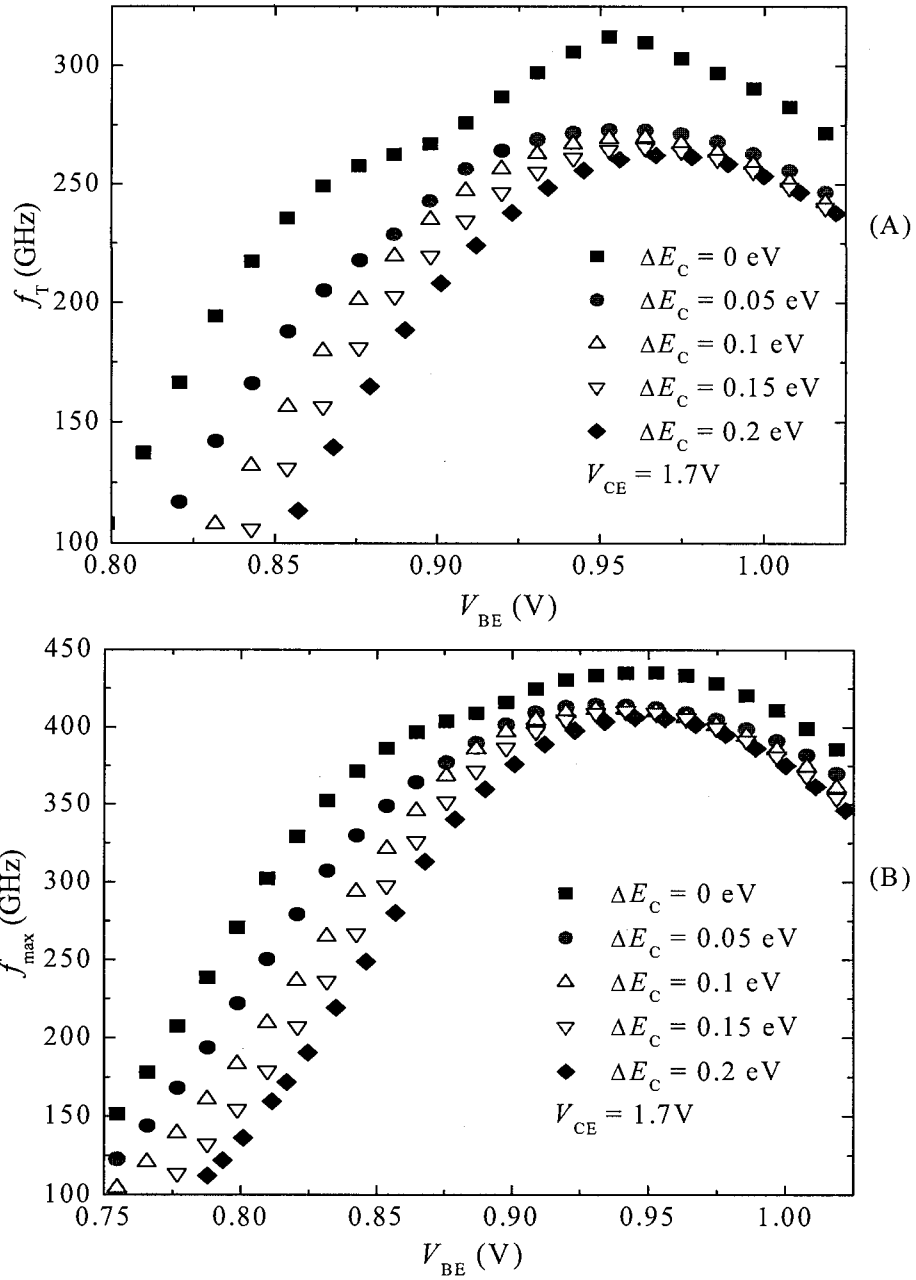 300
250
200
150
100
f_T (GHz)
ΔE_C = 0 eV
ΔE_C = 0.05 eV
ΔE_C = 0.1 eV
ΔE_C = 0.15 eV
ΔE_C = 0.2 eV
V_CE = 1.7V
(A)
0.80 0.85 0.90 0.95 1.00
V_BE (V)
450
400
350
300
250
200
150
100
f_max (GHz)
ΔE_C = 0 eV
ΔE_C = 0.05 eV
ΔE_C = 0.1 eV
ΔE_C = 0.15 eV
ΔE_C = 0.2 eV
V_CE = 1.7V
(B)
0.75 0.80 0.85 0.90 0.95 1.00
V_BE (V)